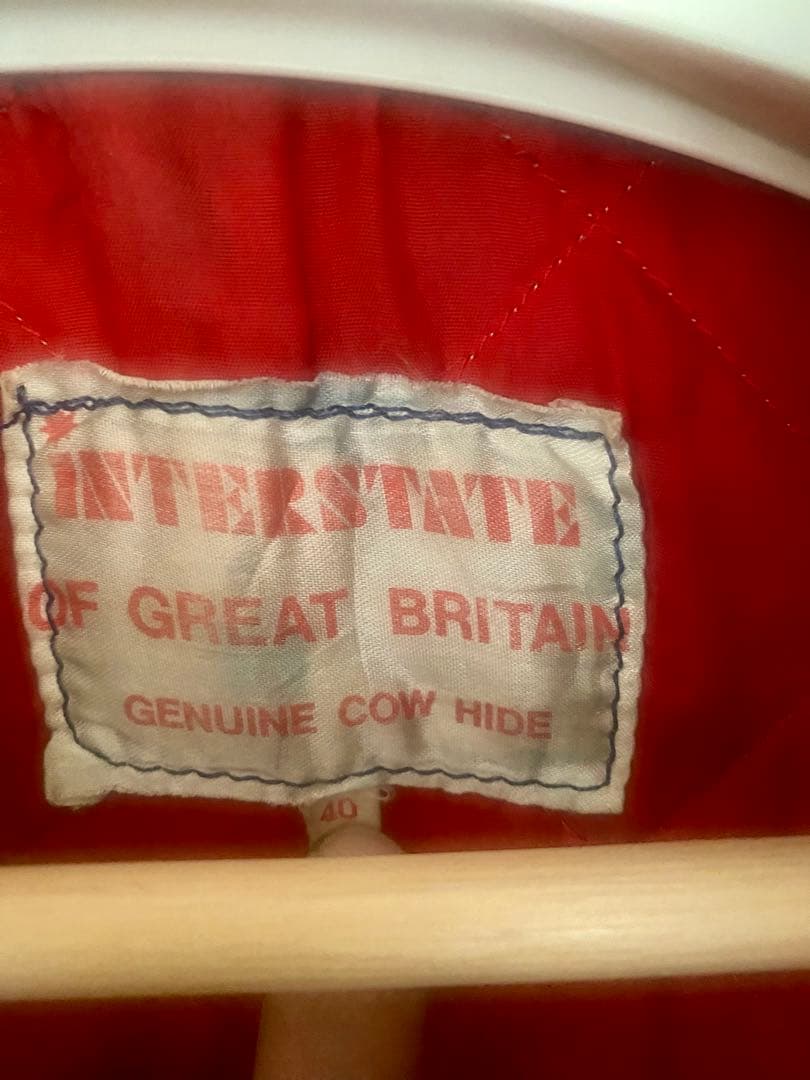 iNTERSTATE
OF GREAT BRITAIN
GENUINE COW HIDE
40